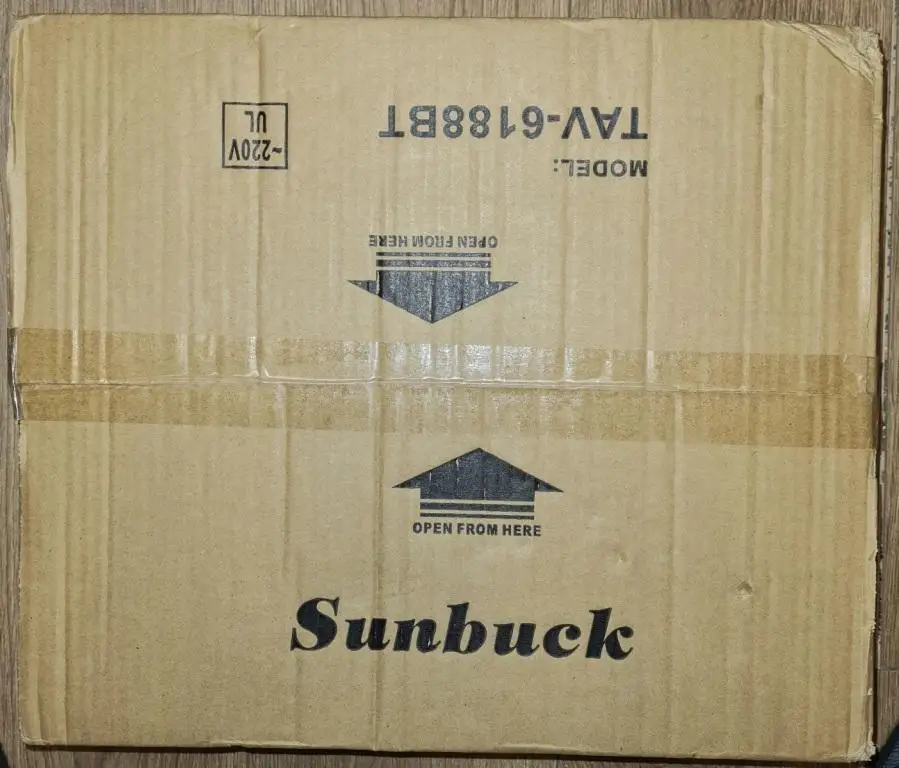 MODEL:
TAV-6188BT
~220V
UL
OPEN FROM HERE
OPEN FROM HERE
Sunbuck